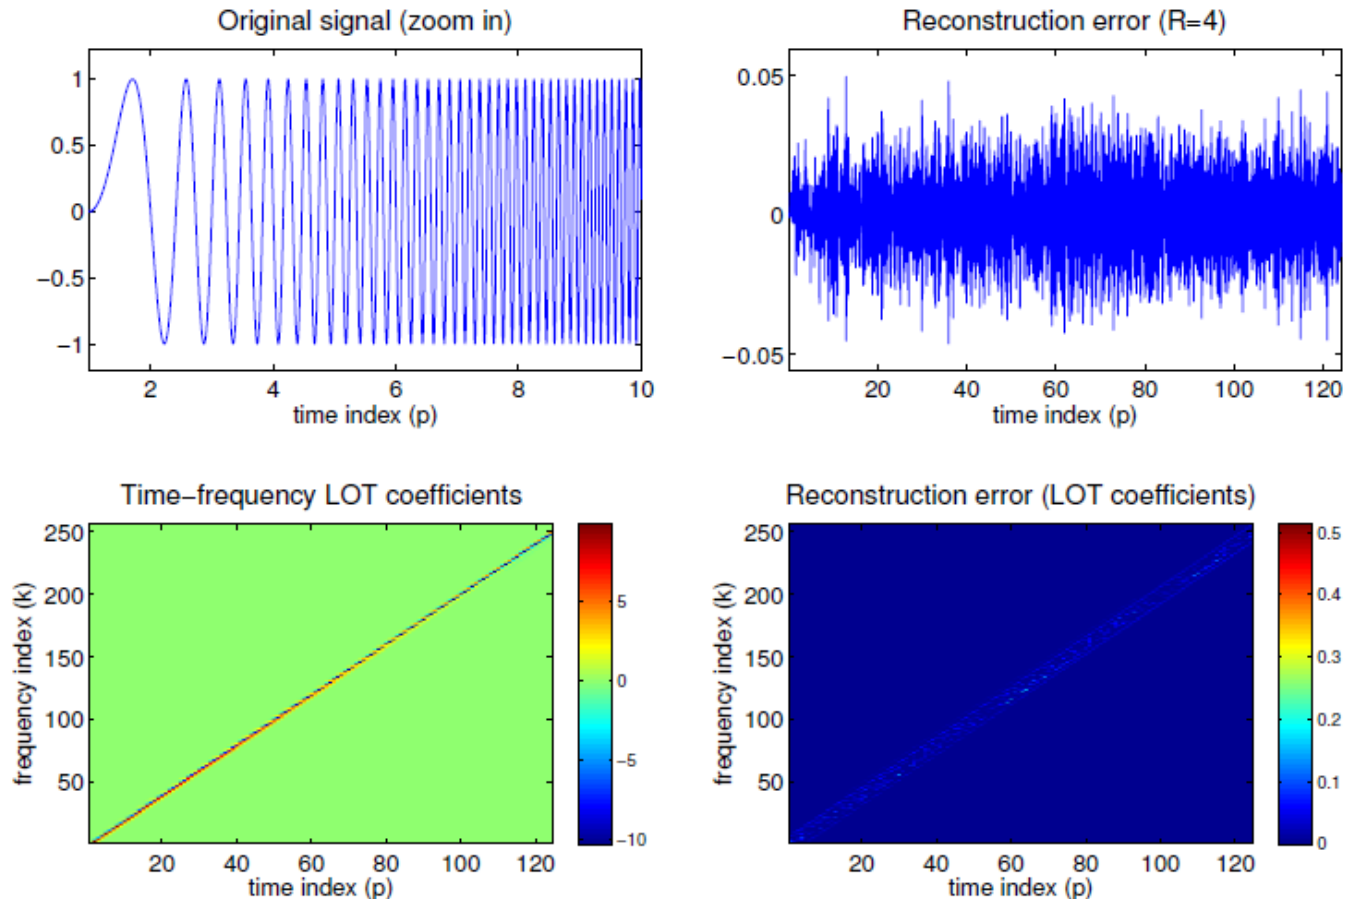 Original signal (zoom in)
1
0.5
0
−0.5
−1
2 4 6 8 10
time index (p)
Reconstruction error (R=4)
0.05
0
−0.05
20 40 60 80 100 120
time index (p)
Time−frequency LOT coefficients
250
200
150
100
50
frequency index (k)
20 40 60 80 100 120
time index (p)
5
0
−5
−10
Reconstruction error (LOT coefficients)
250
200
150
100
50
frequency index (k)
20 40 60 80 100 120
time index (p)
0.5
0.4
0.3
0.2
0.1
0